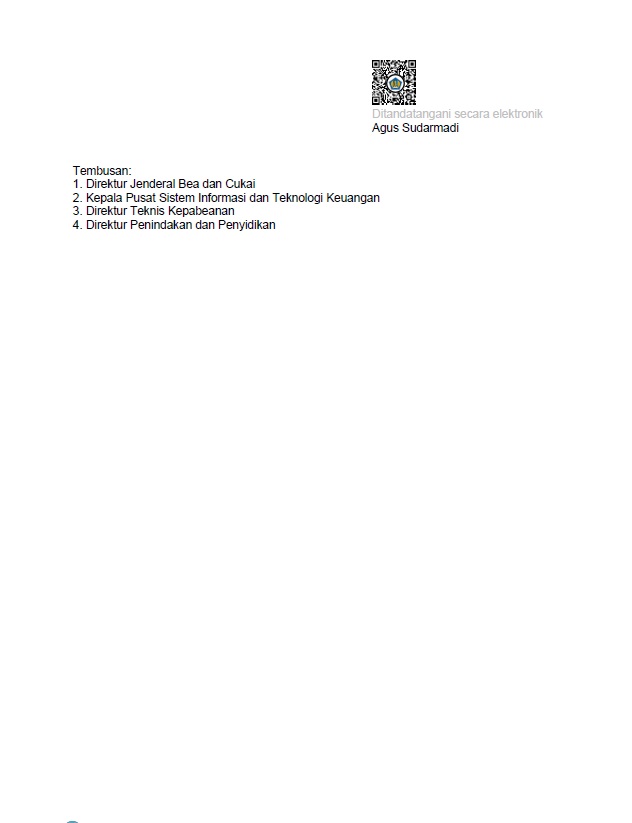 Ditandatangani secara elektronik
Agus Sudarmadi
Tembusan:
1. Direktur Jenderal Bea dan Cukai
2. Kepala Pusat Sistem Informasi dan Teknologi Keuangan
3. Direktur Teknis Kepabeanan
4. Direktur Penindakan dan Penyidikan